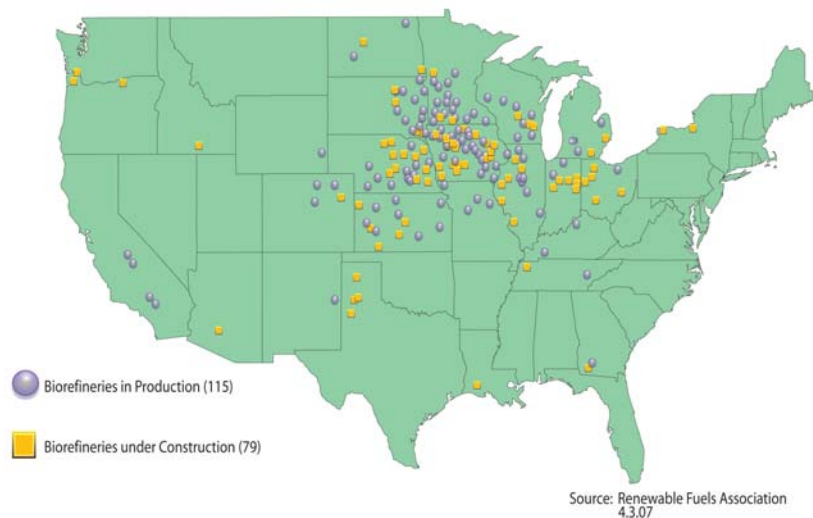 Biorefineries in Production (115)
Biorefineries under Construction (79)
Source: Renewable Fuels Association
4.3.07